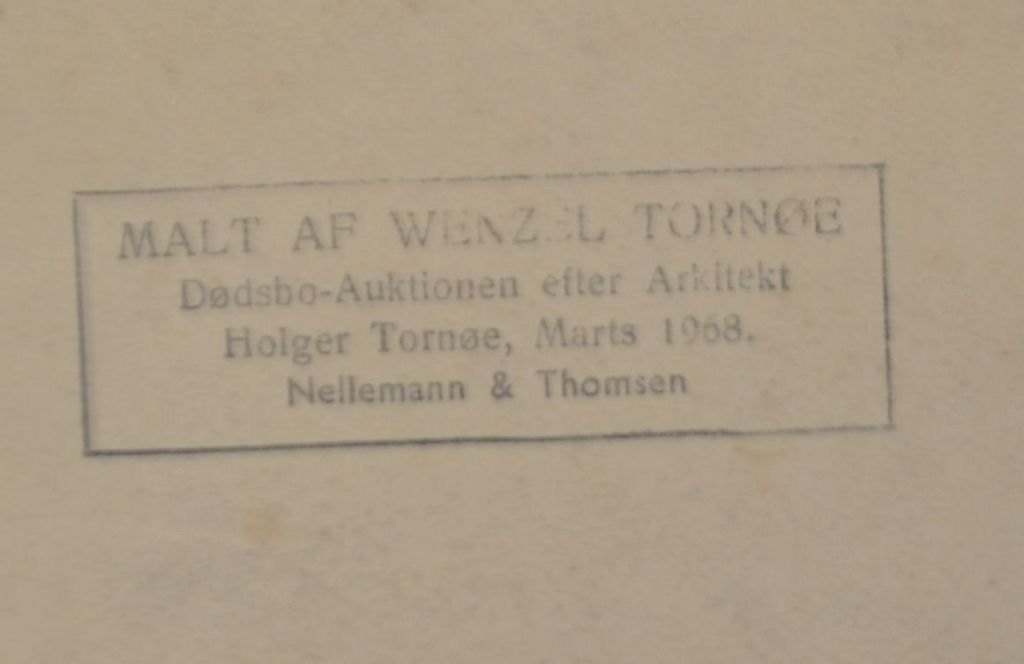 MALT AF WENZEL TORNØE
Dødsbo-Auktionen efter Arkitekt
Holger Tornøe, Marts 1968.
Nellemann & Thomsen